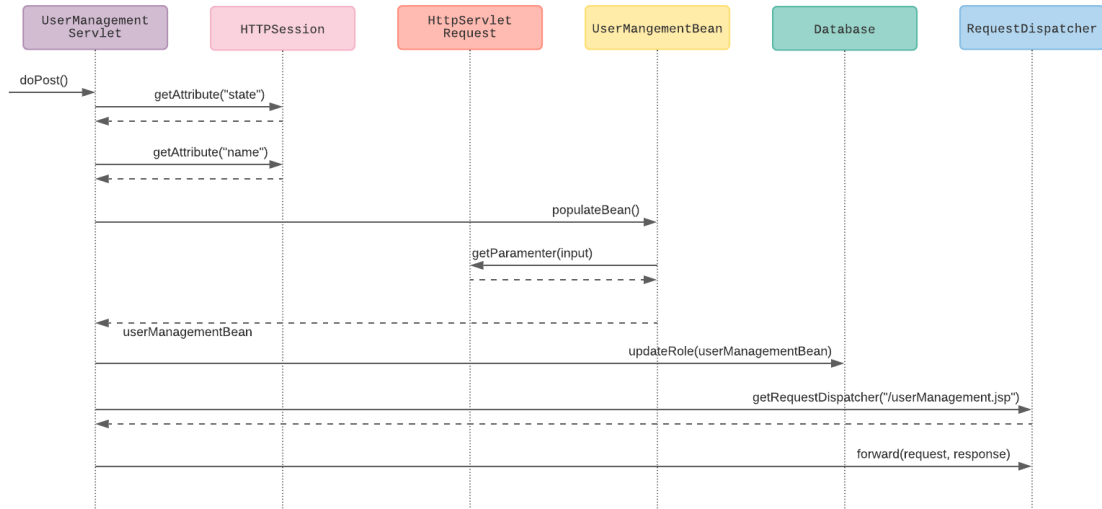 UserManagement
Servlet
HTTPSession
HttpServlet
Request
UserMangementBean
Database
RequestDispatcher
doPost()
getAttribute("state")
getAttribute("name")
populateBean()
getParamenter(input)
userManagementBean
updateRole(userManagementBean)
getRequestDispatcher("/userManagement.jsp")
forward(request, response)